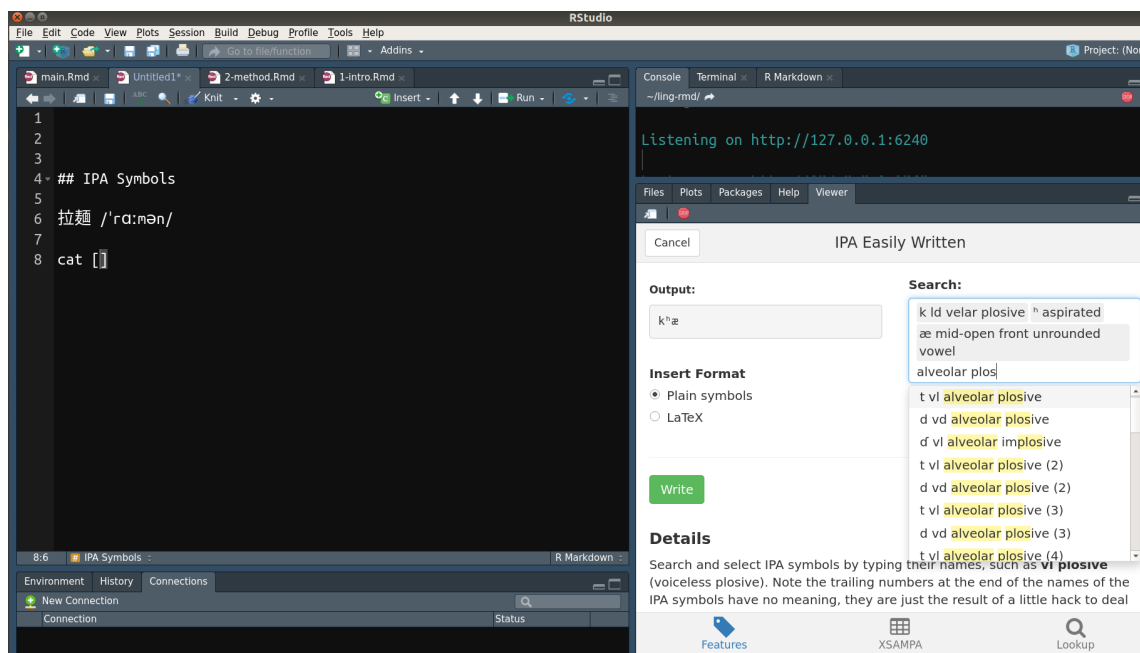 RStudio
File Edit Code View Plots Session Build Debug Profile Tools Help
Go to file/function Addins Project: (Nor
main.Rmd Untitled1* 2-method.Rmd 1-intro.Rmd
ABC Knit Insert Run
1
2
3
4 ## IPA Symbols
5
6 拉麺 /ˈrɑːmən/
7
8 cat []
8:6 # IPA Symbols R Markdown
Environment History Connections
New Connection
Connection Status
Console Terminal R Markdown
~/ling-rmd/
Listening on http://127.0.0.1:6240
Files Plots Packages Help Viewer
Cancel IPA Easily Written
Output:
kʰæ
Insert Format
Plain symbols
LaTeX
Write
Search:
k ld velar plosive ʰ aspirated
æ mid-open front unrounded
vowel
alveolar plos
t vl alveolar plosive
d vd alveolar plosive
ɗ vl alveolar implosive
t vl alveolar plosive (2)
d vd alveolar plosive (2)
t vl alveolar plosive (3)
d vd alveolar plosive (3)
t vl alveolar plosive (4)
Details
Search and select IPA symbols by typing their names, such as vl plosive
(voiceless plosive). Note the trailing numbers at the end of the names of the
IPA symbols have no meaning, they are just the result of a little hack to deal
Features XSAMPA Lookup